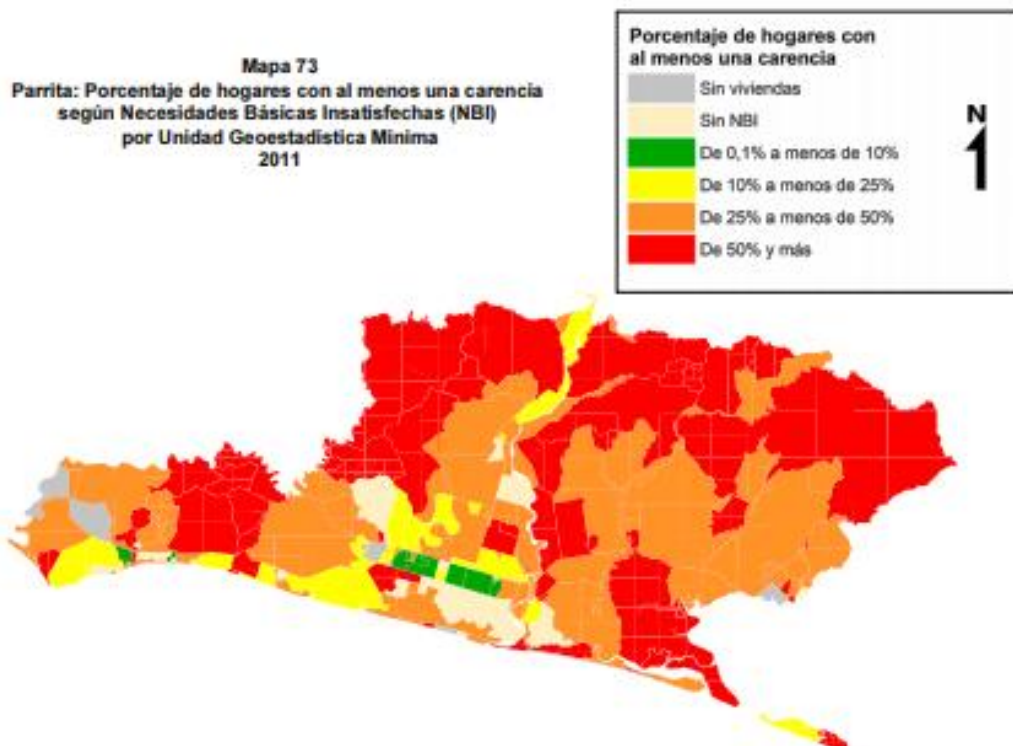 Mapa 73
Parrita: Porcentaje de hogares con al menos una carencia
según Necesidades Básicas Insatisfechas (NBI)
por Unidad Geoestadística Mínima
2011
Porcentaje de hogares con
al menos una carencia
Sin viviendas
Sin NBI
De 0,1% a menos de 10%
De 10% a menos de 25%
De 25% a menos de 50%
De 50% y más
N